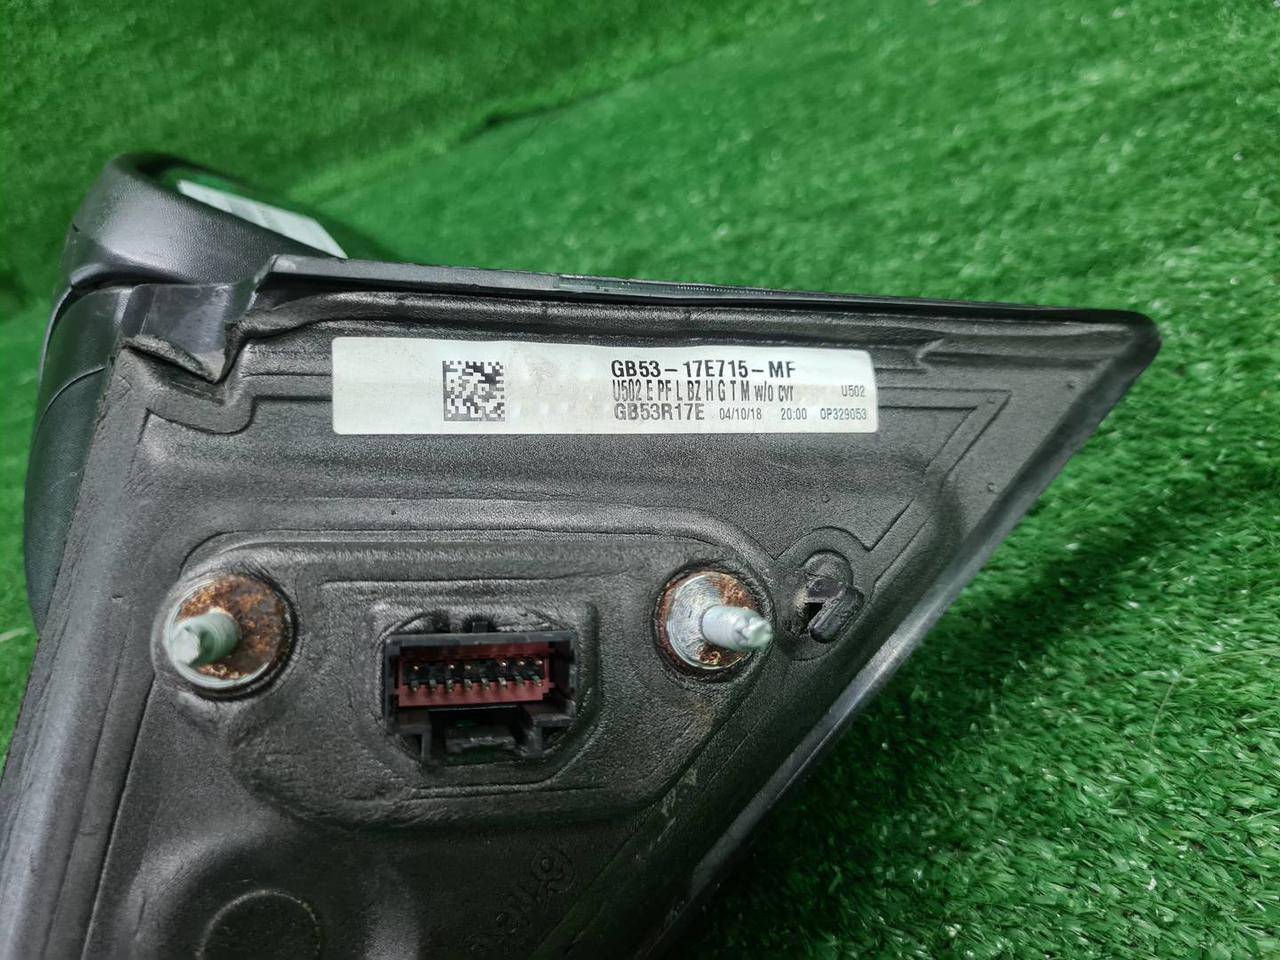 GB53-17E715-MF
U502 E PF L BZ H G T M w/o cvr U502
GB53R17E 04/10/18 20:00 OP329053